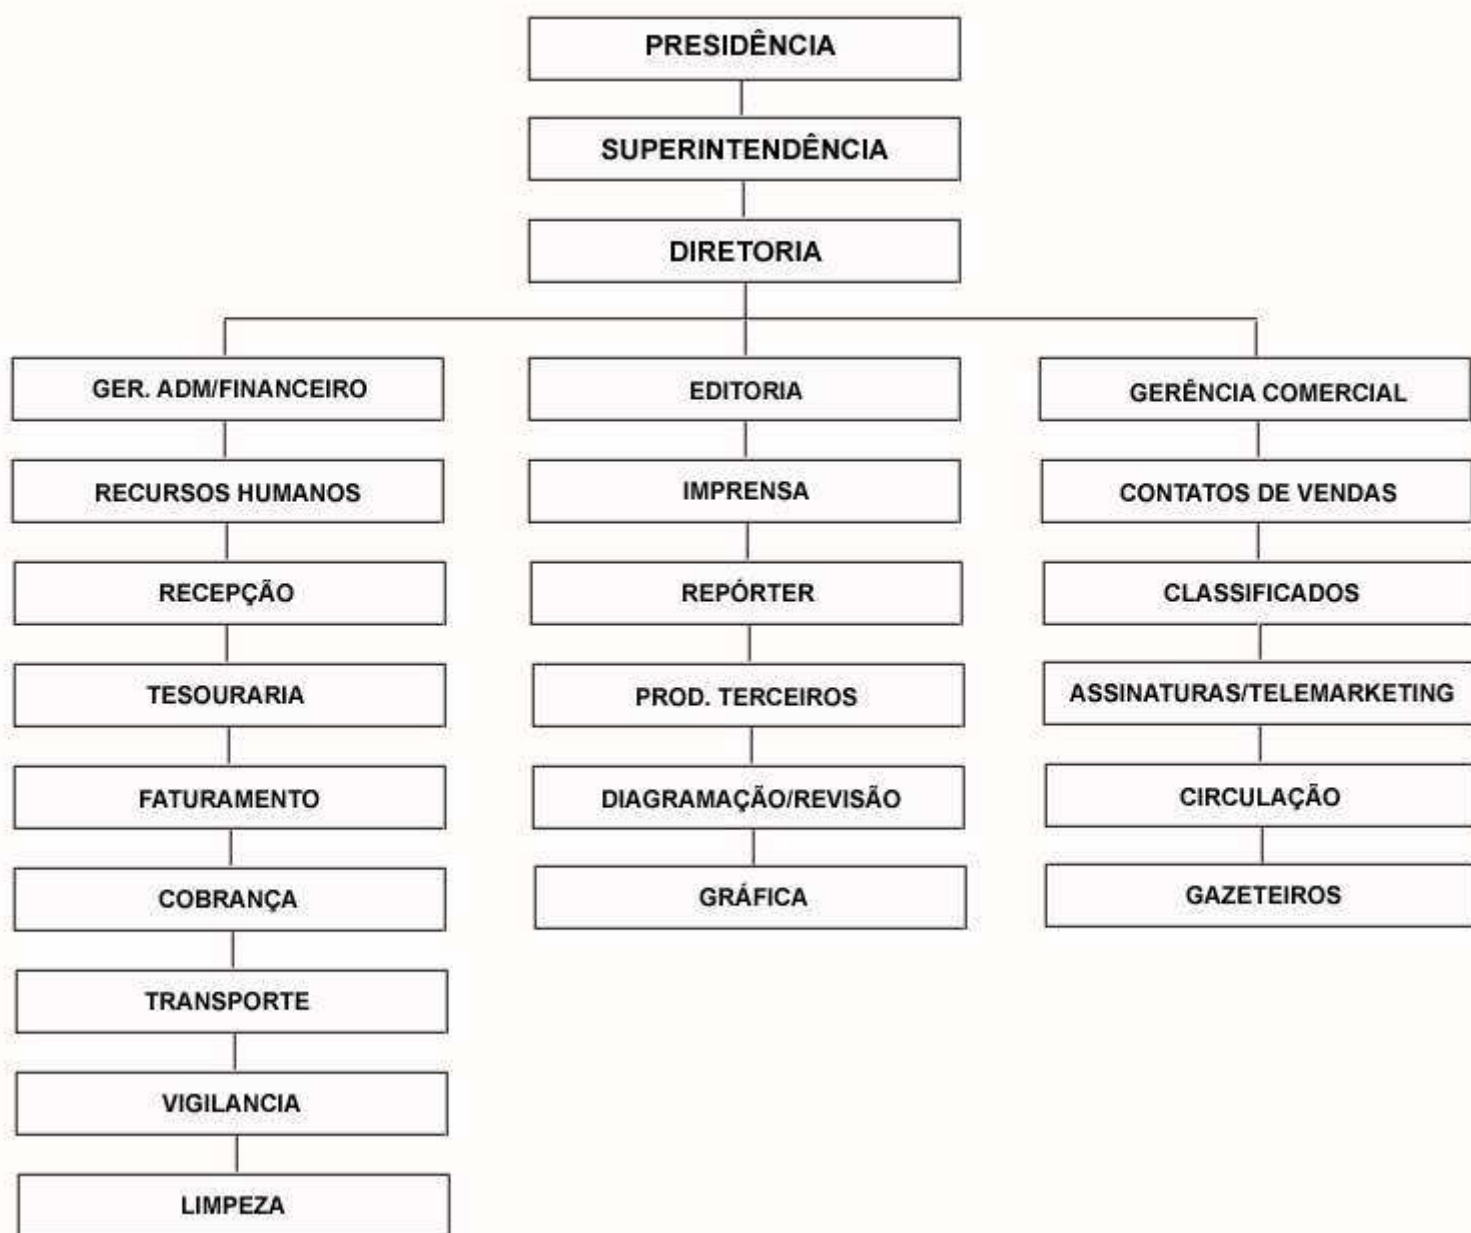 PRESIDÊNCIA
SUPERINTENDÊNCIA
DIRETORIA
GER. ADM/FINANCEIRO
RECURSOS HUMANOS
RECEPÇÃO
TESOURARIA
FATURAMENTO
COBRANÇA
TRANSPORTE
VIGILANCIA
LIMPEZA
EDITORIA
IMPRENSA
REPÓRTER
PROD. TERCEIROS
DIAGRAMAÇÃO/REVISÃO
GRÁFICA
GERÊNCIA COMERCIAL
CONTATOS DE VENDAS
CLASSIFICADOS
ASSINATURAS/TELEMARKETING
CIRCULAÇÃO
GAZETEIROS